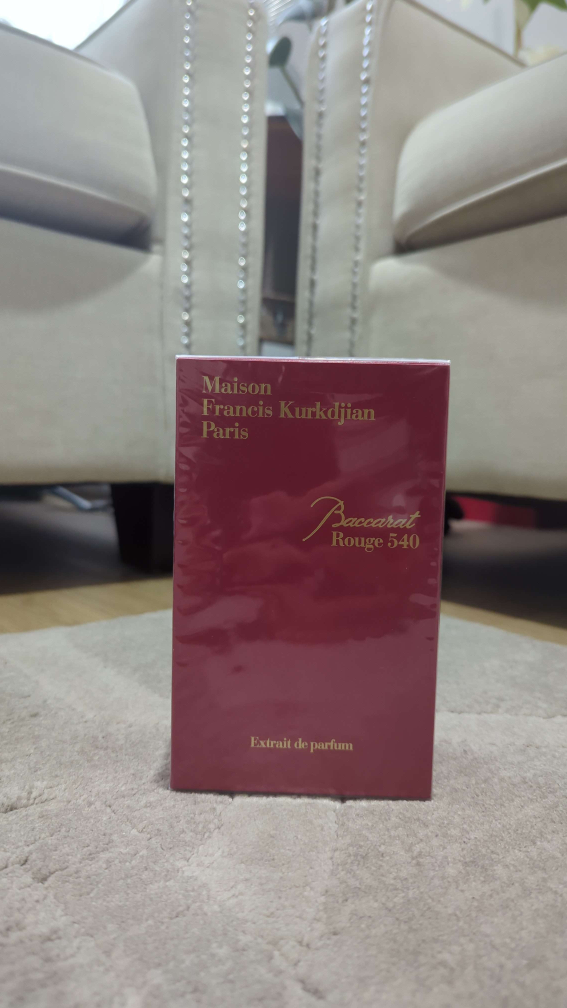 Maison
Francis Kurkdjian
Paris
Baccarat
Rouge 540
Extrait de parfum